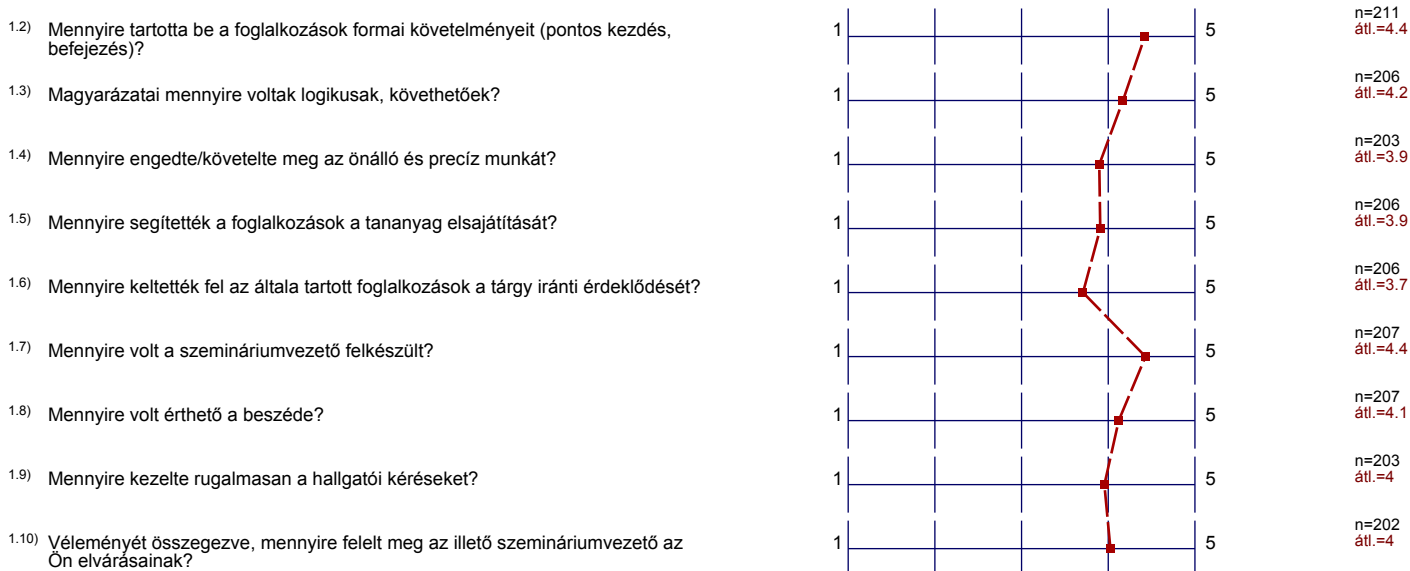 1.2) Mennyire tartotta be a foglalkozások formai követelményeit (pontos kezdés,
befejezés)?
1 5
n=211
átl.=4.4
1.3) Magyarázatai mennyire voltak logikusak, követhetőek?
1 5
n=206
átl.=4.2
1.4) Mennyire engedte/követelte meg az önálló és precíz munkát?
1 5
n=203
átl.=3.9
1.5) Mennyire segítették a foglalkozások a tananyag elsajátítását?
1 5
n=206
átl.=3.9
1.6) Mennyire keltették fel az általa tartott foglalkozások a tárgy iránti érdeklődését?
1 5
n=206
átl.=3.7
1.7) Mennyire volt a szemináriumvezető felkészült?
1 5
n=207
átl.=4.4
1.8) Mennyire volt érthető a beszéde?
1 5
n=207
átl.=4.1
1.9) Mennyire kezelte rugalmasan a hallgatói kéréseket?
1 5
n=203
átl.=4
1.10) Véleményét összegezve, mennyire felelt meg az illető szemináriumvezető az
Ön elvárásainak?
1 5
n=202
átl.=4